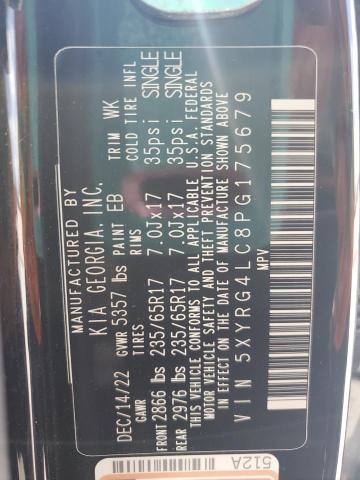 MANUFACTURED BY
KIA GEORGIA, INC.
DEC/14/22 GVWR 5357 lbs PAINT EB TRIM WK
GAWR RIMS COLD TIRE INFL
FRONT 2866 lbs 235/65R17 7.0Jx17 35psi SINGLE
REAR 2976 lbs 235/65R17 7.0Jx17 35psi SINGLE
THIS VEHICLE CONFORMS TO ALL APPLICABLE U.S.A. FEDERAL
MOTOR VEHICLE SAFETY AND THEFT PREVENTION STANDARDS
IN EFFECT ON THE DATE OF MANUFACTURE SHOWN ABOVE
VIN 5XYRG4LC8PG175679
MPV
512A